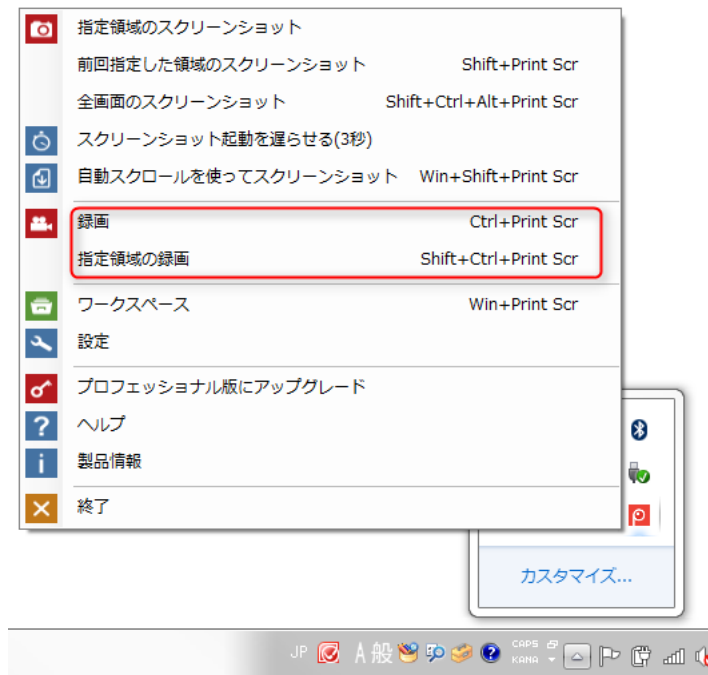 指定領域のスクリーンショット
前回指定した領域のスクリーンショット Shift+Print Scr
全画面のスクリーンショット Shift+Ctrl+Alt+Print Scr
スクリーンショット起動を遅らせる(3秒)
自動スクロールを使ってスクリーンショット Win+Shift+Print Scr
録画 Ctrl+Print Scr
指定領域の録画 Shift+Ctrl+Print Scr
ワークスペース Win+Print Scr
設定
プロフェッショナル版にアップグレード
ヘルプ
製品情報
終了
カスタマイズ...
JP A 般 CAPS
KANA